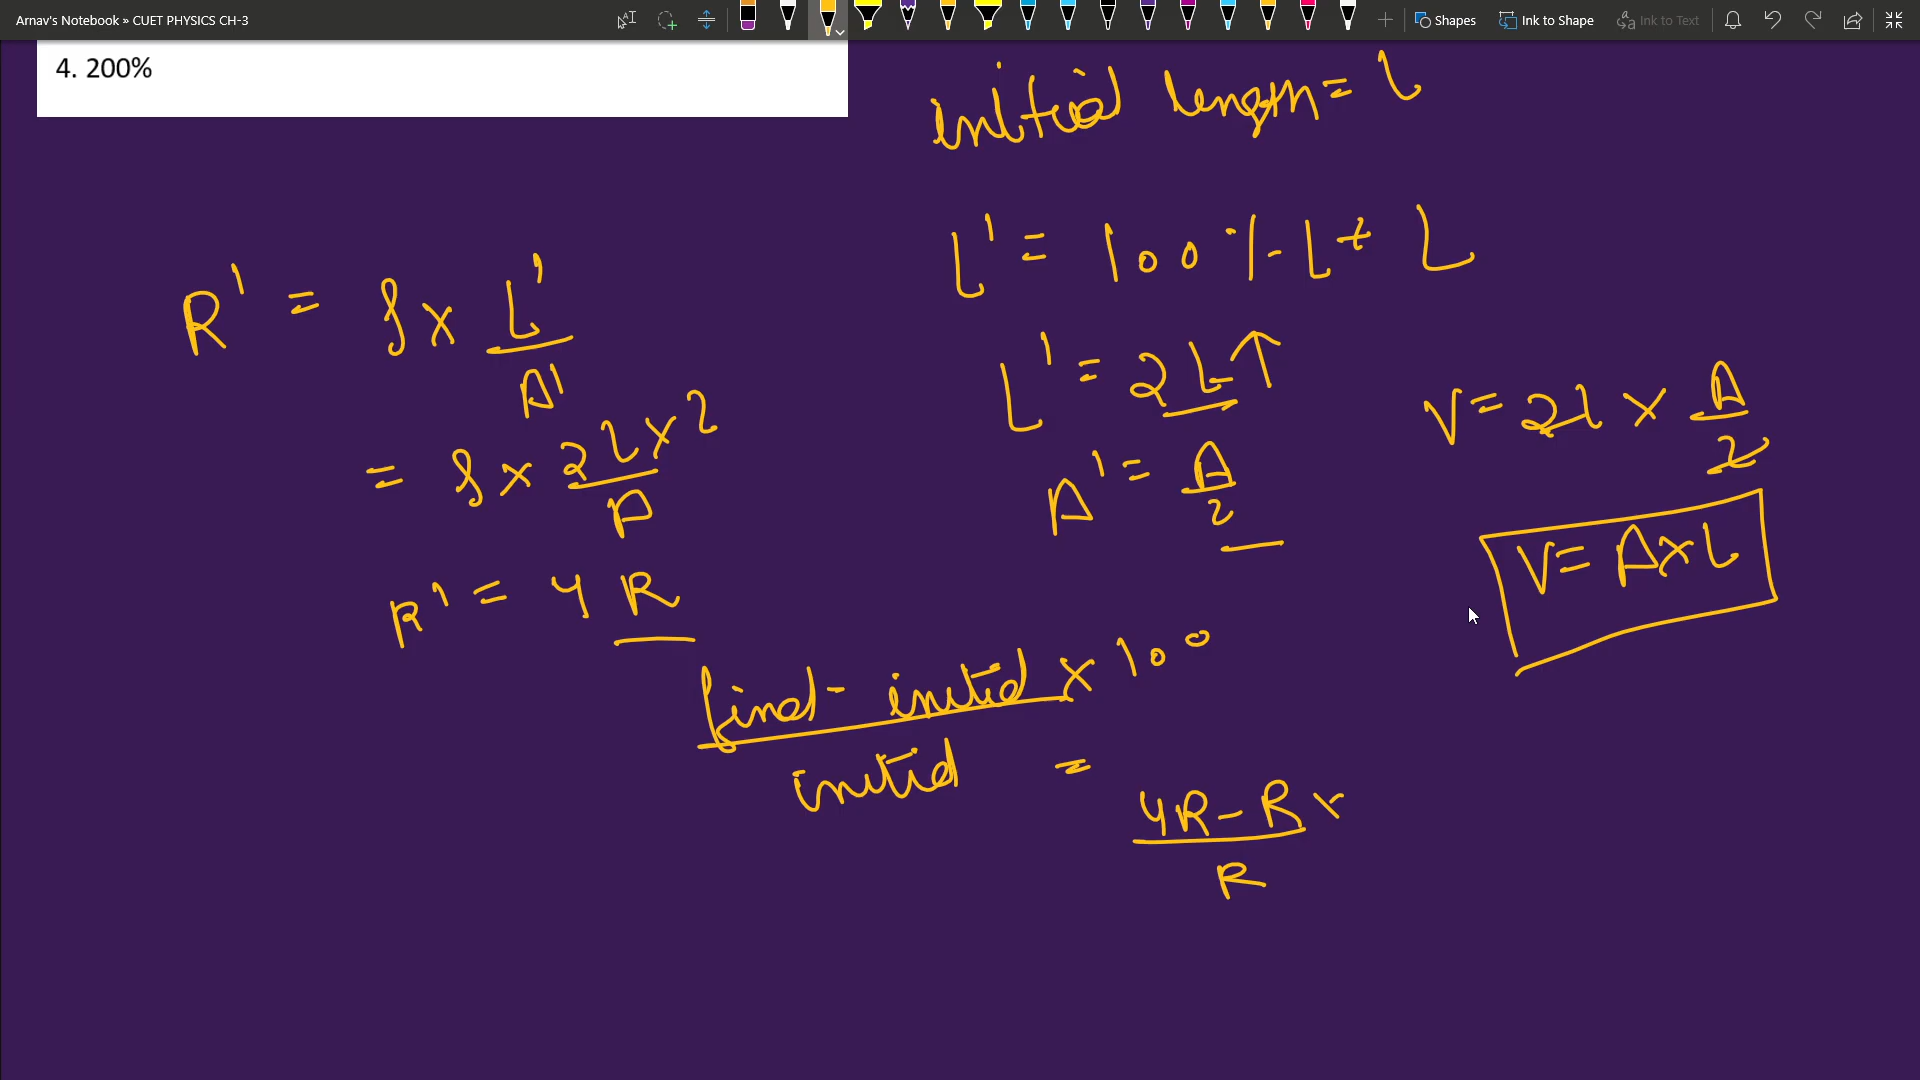 Arnav's Notebook » CUET PHYSICS CH-3
Shapes
Ink to Shape
Ink to Text
4. 200%
initial length = L
L' = 100 % L + L
L' = 2L ↑
A' = A/2
V = 2L × A/2
V = A×L
R' = ρ × L'/A'
= ρ × 2L×2/A
R' = 4 R
final - initial × 100
initial =
4R - R ×
R